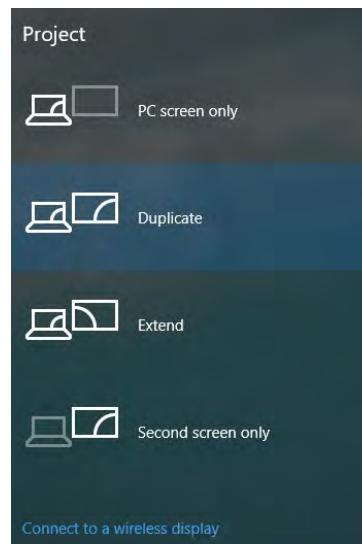 Project
PC screen only
Duplicate
Extend
Second screen only
Connect to a wireless display